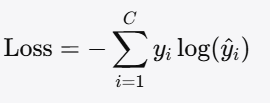 Loss = − ∑_{i=1}^{C} y_i log(ŷ_i)